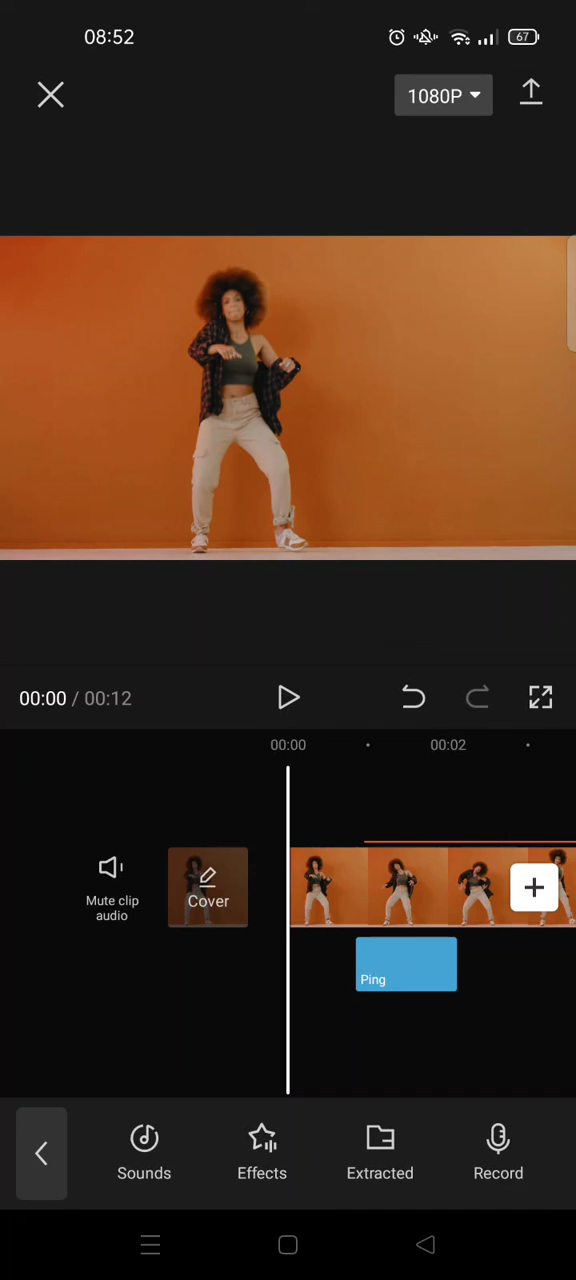 08:52
67
1080P
00:00 / 00:12
00:00
00:02
Mute clip
audio
Cover
Ping
Sounds
Effects
Extracted
Record